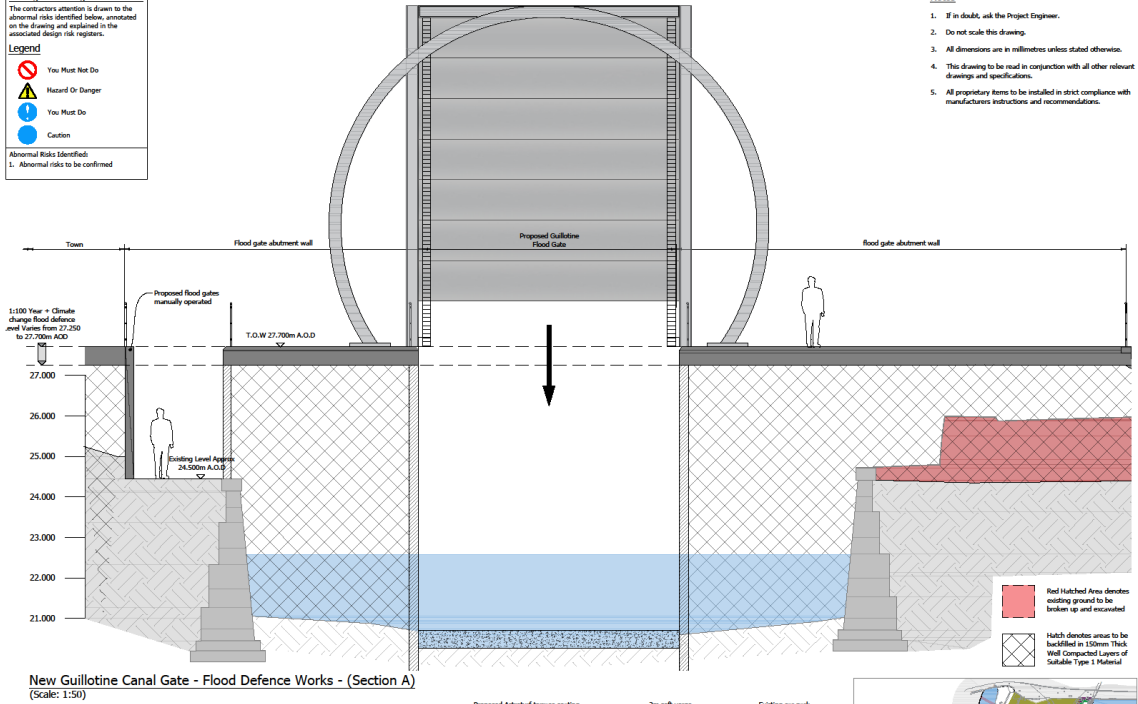 The contractors attention is drawn to the
abnormal risks identified below, annotated
on the drawing and explained in the
associated design risk registers.
Legend
You Must Not Do
Hazard Or Danger
You Must Do
Caution
Abnormal Risks Identified:
1. Abnormal risks to be confirmed
1. If in doubt, ask the Project Engineer.
2. Do not scale this drawing.
3. All dimensions are in millimetres unless stated otherwise.
4. This drawing to be read in conjunction with all other relevant
drawings and specifications.
5. All proprietary items to be installed in strict compliance with
manufacturers instructions and recommendations.
Town
Flood gate abutment wall
Proposed Guillotine
Flood Gate
flood gate abutment wall
Proposed flood gates
manually operated
1:100 Year + Climate
change flood defence
Level Varies from 27.250
to 27.700m AOD
T.O.W 27.700m A.O.D
27.000
26.000
25.000
24.000
23.000
22.000
21.000
Existing Level Approx
24.500m A.O.D
Red Hatched Area denotes
existing ground to be
broken up and excavated
Hatch denotes areas to be
backfilled in 150mm Thick
Well Compacted Layers of
Suitable Type 1 Material
New Guillotine Canal Gate - Flood Defence Works - (Section A)
(Scale: 1:50)